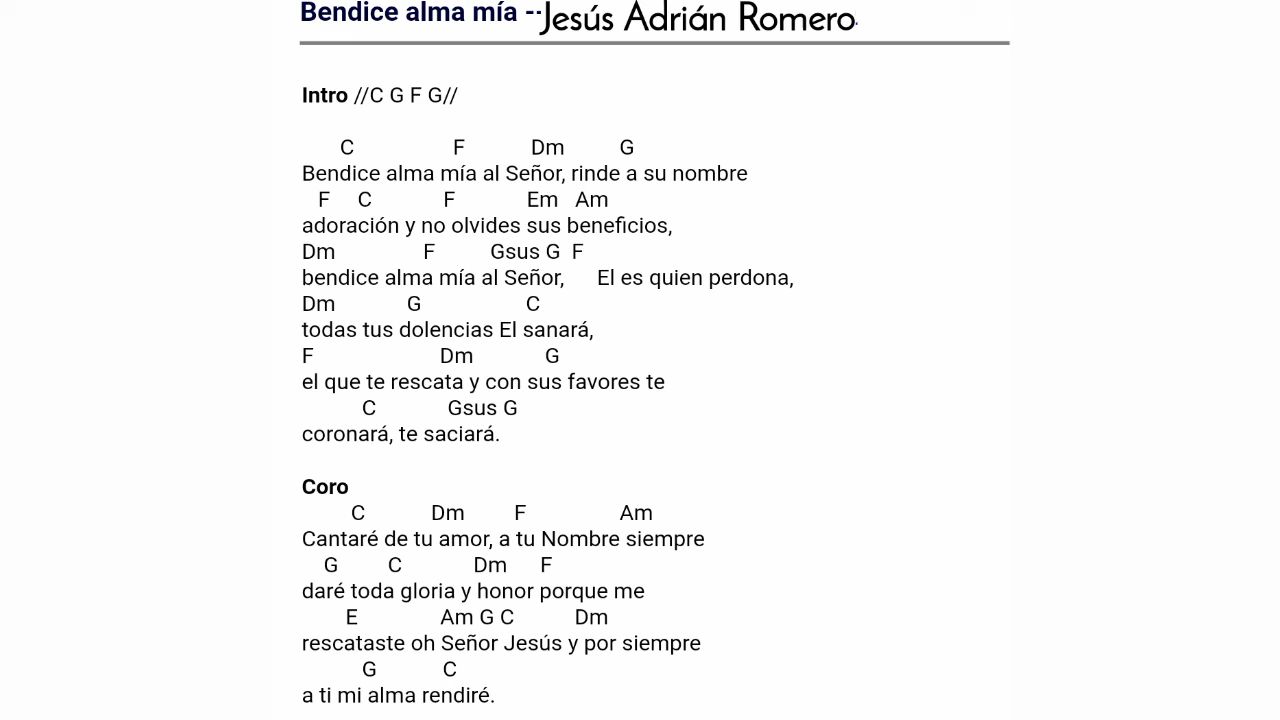 Bendice alma mía -- Jesús Adrián Romero.
Intro //C G F G//
C F Dm G
Bendice alma mía al Señor, rinde a su nombre
F C F Em Am
adoración y no olvides sus beneficios,
Dm F Gsus G F
bendice alma mía al Señor, El es quien perdona,
Dm G C
todas tus dolencias El sanará,
F Dm G
el que te rescata y con sus favores te
C Gsus G
coronará, te saciará.
Coro
C Dm F Am
Cantaré de tu amor, a tu Nombre siempre
G C Dm F
daré toda gloria y honor porque me
E Am G C Dm
rescataste oh Señor Jesús y por siempre
G C
a ti mi alma rendiré.